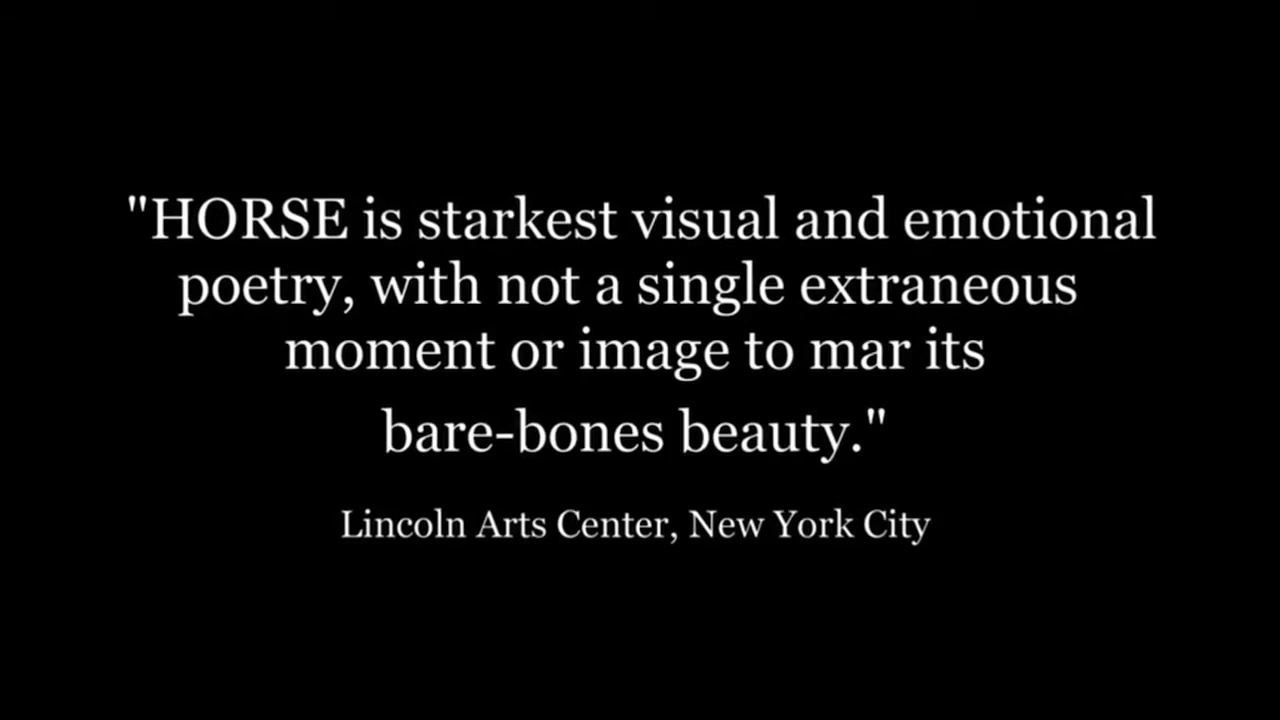 "HORSE is starkest visual and emotional
poetry, with not a single extraneous
moment or image to mar its
bare-bones beauty."
Lincoln Arts Center, New York City